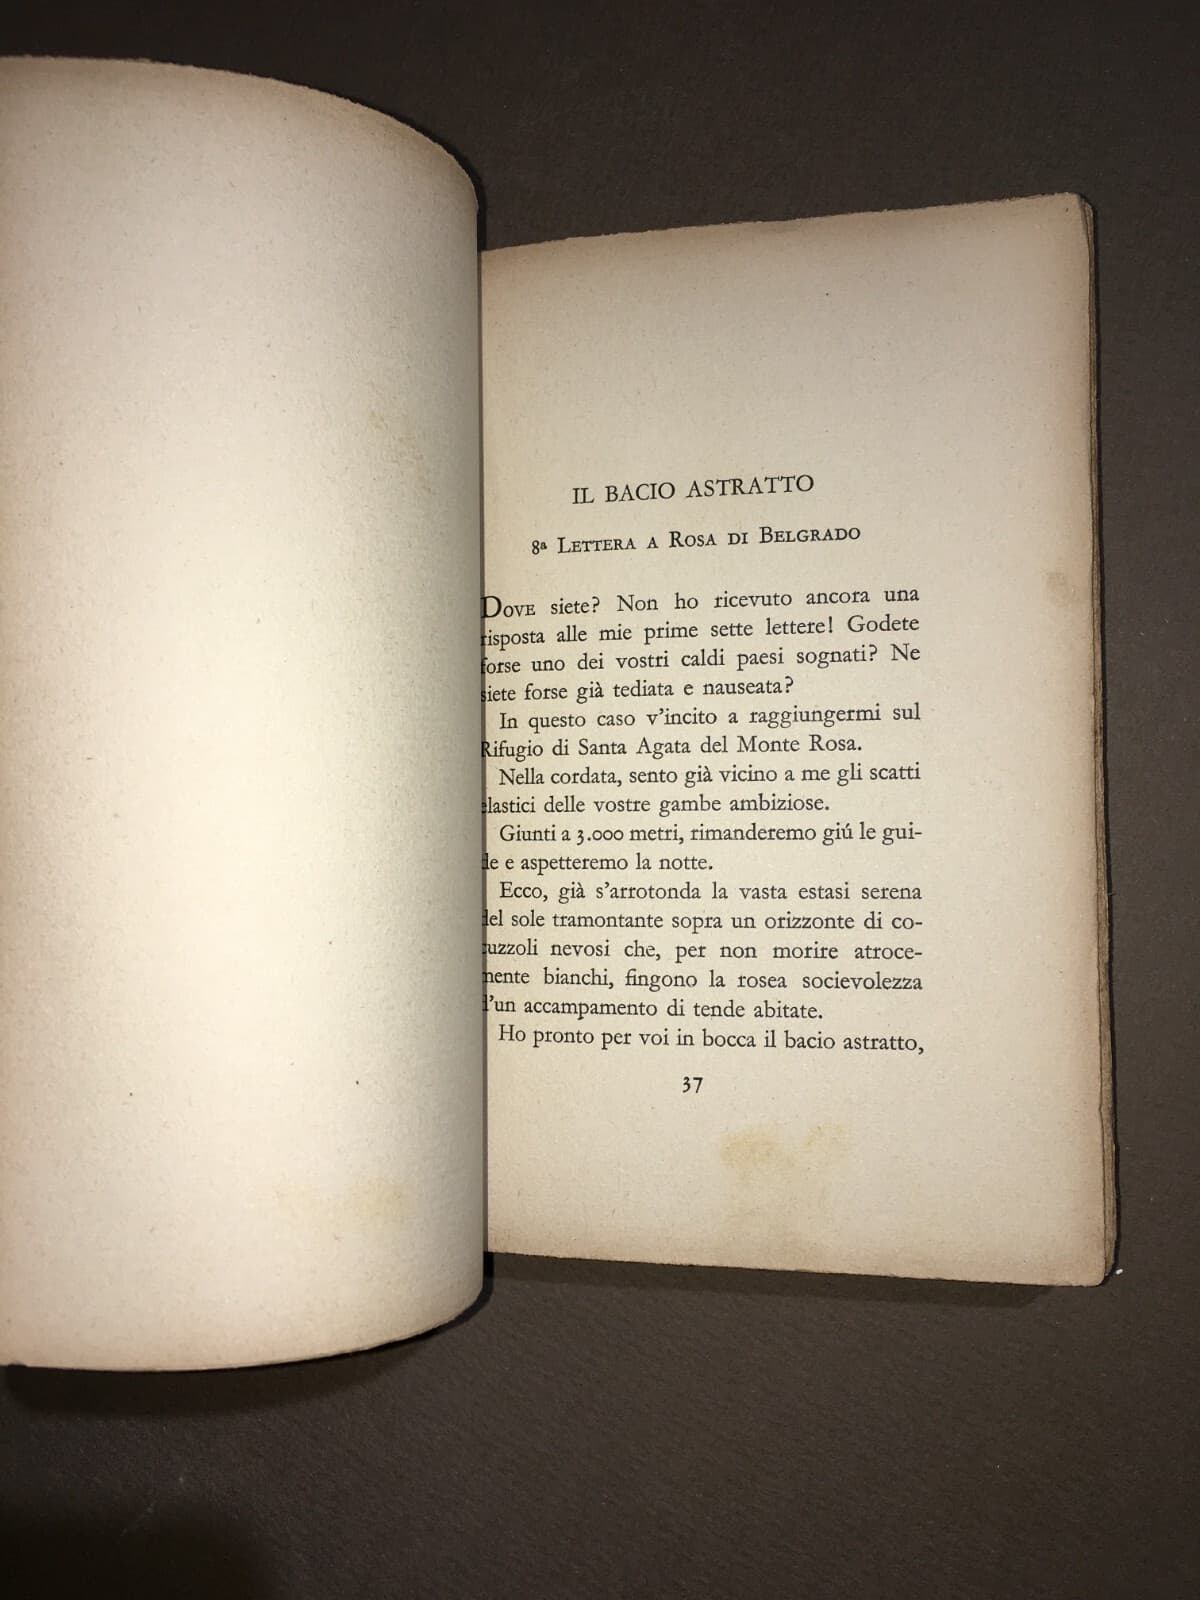 IL BACIO ASTRATTO
8ª LETTERA A ROSA DI BELGRADO
DOVE siete? Non ho ricevuto ancora una
risposta alle mie prime sette lettere! Godete
forse uno dei vostri caldi paesi sognati? Ne
siete forse già tediata e nauseata?
In questo caso v'incito a raggiungermi sul
Rifugio di Santa Agata del Monte Rosa.
Nella cordata, sento già vicino a me gli scatti
elastici delle vostre gambe ambiziose.
Giunti a 3.000 metri, rimanderemo giú le gui-
de e aspetteremo la notte.
Ecco, già s'arrotonda la vasta estasi serena
del sole tramontante sopra un orizzonte di co-
cuzzoli nevosi che, per non morire atroce-
mente bianchi, fingono la rosea socievolezza
d'un accampamento di tende abitate.
Ho pronto per voi in bocca il bacio astratto,
37